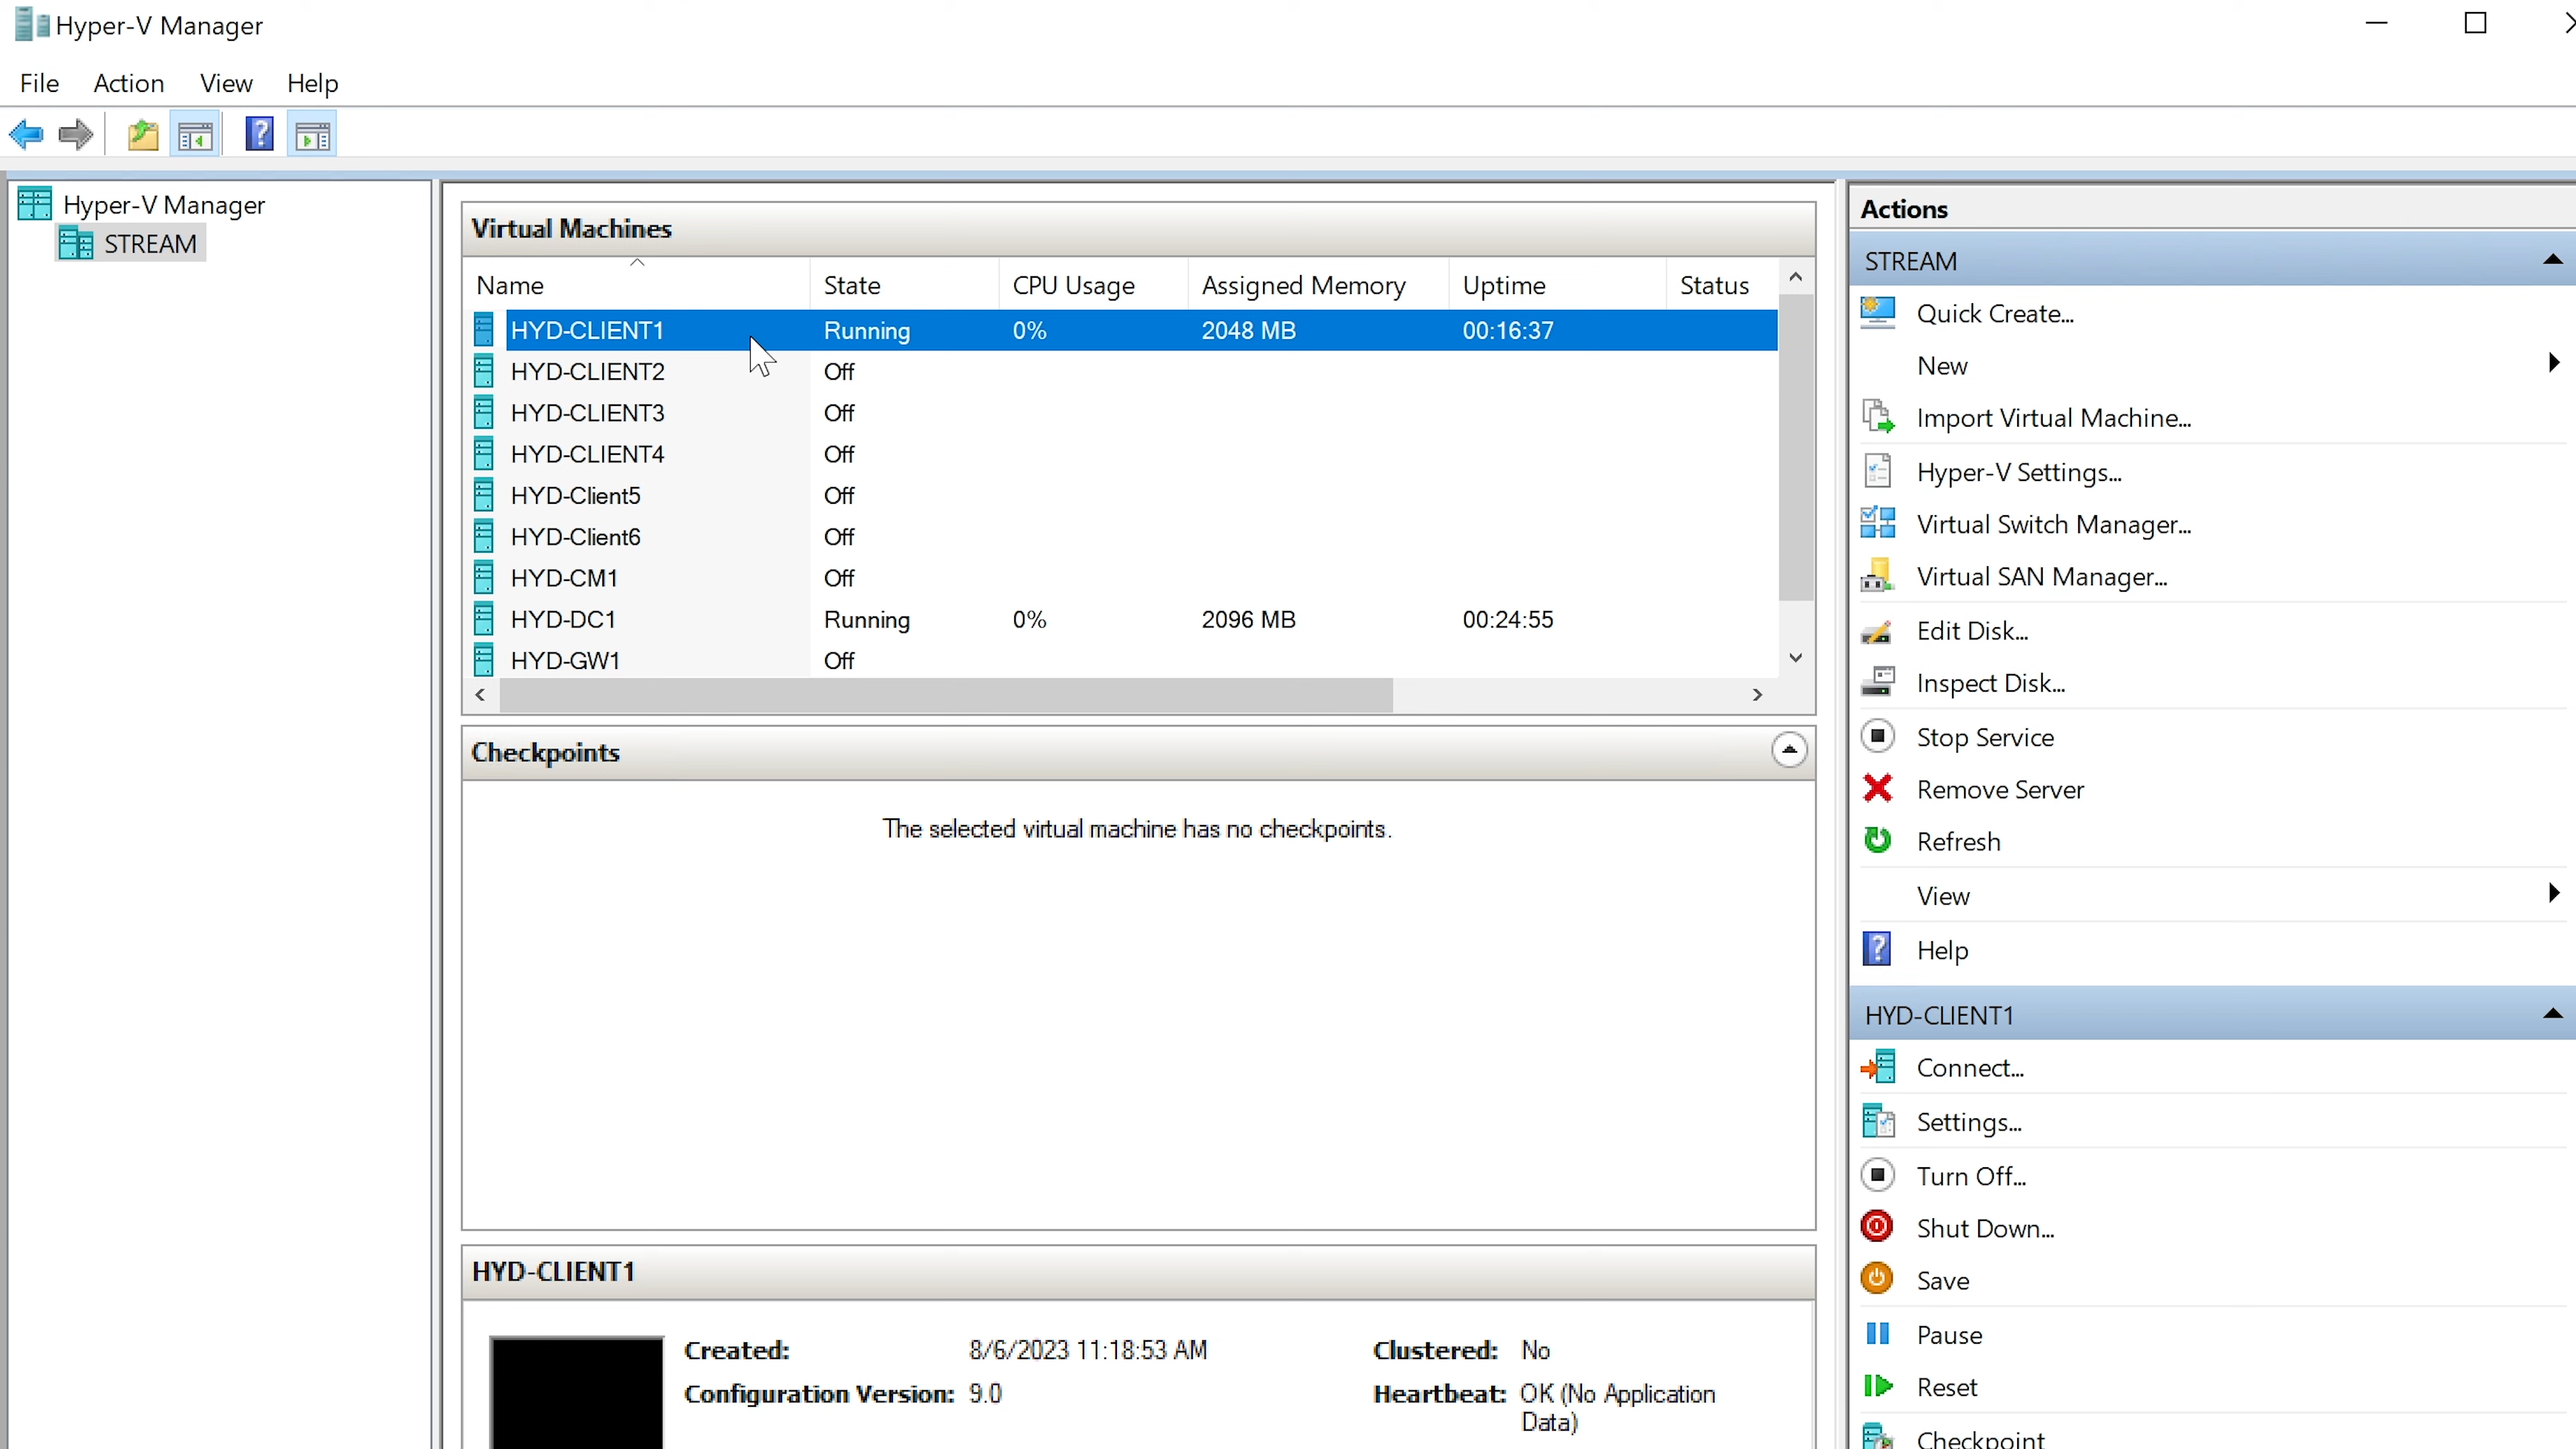 Hyper-V Manager
File Action View Help
Hyper-V Manager
STREAM
Virtual Machines
Name State CPU Usage Assigned Memory Uptime Status
HYD-CLIENT1 Running 0% 2048 MB 00:16:37
HYD-CLIENT2 Off
HYD-CLIENT3 Off
HYD-CLIENT4 Off
HYD-Client5 Off
HYD-Client6 Off
HYD-CM1 Off
HYD-DC1 Running 0% 2096 MB 00:24:55
HYD-GW1 Off
Checkpoints
The selected virtual machine has no checkpoints.
HYD-CLIENT1
Created: 8/6/2023 11:18:53 AM Clustered: No
Configuration Version: 9.0 Heartbeat: OK (No Application
Data)
Actions
STREAM
Quick Create...
New
Import Virtual Machine...
Hyper-V Settings...
Virtual Switch Manager...
Virtual SAN Manager...
Edit Disk...
Inspect Disk...
Stop Service
Remove Server
Refresh
View
Help
HYD-CLIENT1
Connect...
Settings...
Turn Off...
Shut Down...
Save
Pause
Reset
Checkpoint